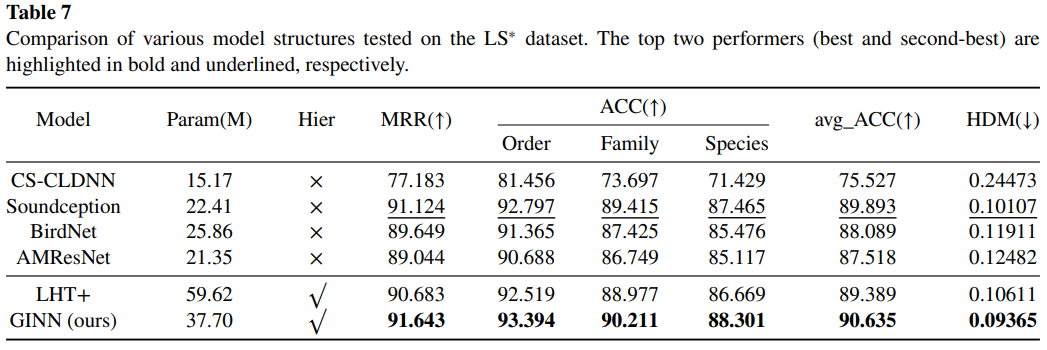 Table 7
Comparison of various model structures tested on the LS* dataset. The top two performers (best and second-best) are
highlighted in bold and underlined, respectively.
Model Param(M) Hier MRR(↑) ACC(↑) avg_ACC(↑) HDM(↓)
Order Family Species
CS-CLDNN 15.17 × 77.183 81.456 73.697 71.429 75.527 0.24473
Soundception 22.41 × 91.124 92.797 89.415 87.465 89.893 0.10107
BirdNet 25.86 × 89.649 91.365 87.425 85.476 88.089 0.11911
AMResNet 21.35 × 89.044 90.688 86.749 85.117 87.518 0.12482
LHT+ 59.62 √ 90.683 92.519 88.977 86.669 89.389 0.10611
GINN (ours) 37.70 √ 91.643 93.394 90.211 88.301 90.635 0.09365